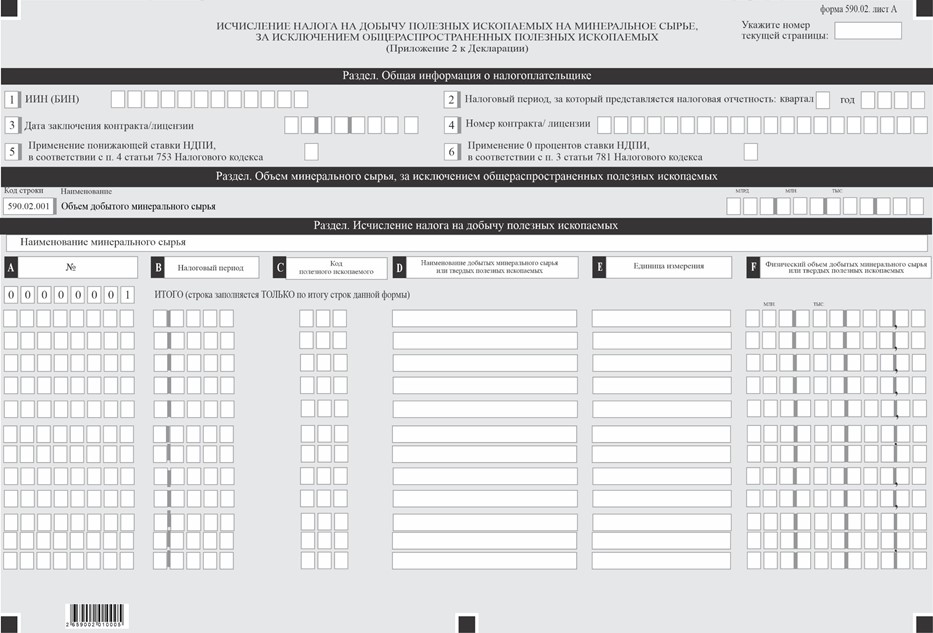 форма 590.02. лист А
ИСЧИСЛЕНИЕ НАЛОГА НА ДОБЫЧУ ПОЛЕЗНЫХ ИСКОПАЕМЫХ НА МИНЕРАЛЬНОЕ СЫРЬЕ,
ЗА ИСКЛЮЧЕНИЕМ ОБЩЕРАСПРОСТРАНЕННЫХ ПОЛЕЗНЫХ ИСКОПАЕМЫХ
(Приложение 2 к Декларации)
Укажите номер
текущей страницы:
Раздел. Общая информация о налогоплательщике
1 ИИН (БИН)
2 Налоговый период, за который представляется налоговая отчетность: квартал год
3 Дата заключения контракта/лицензии
4 Номер контракта/ лицензии
5 Применение понижающей ставки НДПИ,
в соответствии с п. 4 статьи 753 Налогового кодекса
6 Применение 0 процентов ставки НДПИ,
в соответствии с п. 3 статьи 781 Налогового кодекса
Раздел. Объем минерального сырья, за исключением общераспространенных полезных ископаемых
Код строки Наименование
млрд млн тыс
590.02.001 Объем добытого минерального сырья
Раздел. Исчисление налога на добычу полезных ископаемых
Наименование минерального сырья
A №
B Налоговый период
C Код
полезного ископаемого
D Наименование добытых минерального сырья
или твердых полезных ископаемых
E Единица измерения
F Физический объем добытых минерального сырья
или твердых полезных ископаемых
0 0 0 0 0 0 0 1 ИТОГО (строка заполняется ТОЛЬКО по итогу строк данной формы)
млн тыс
2 659002 010008